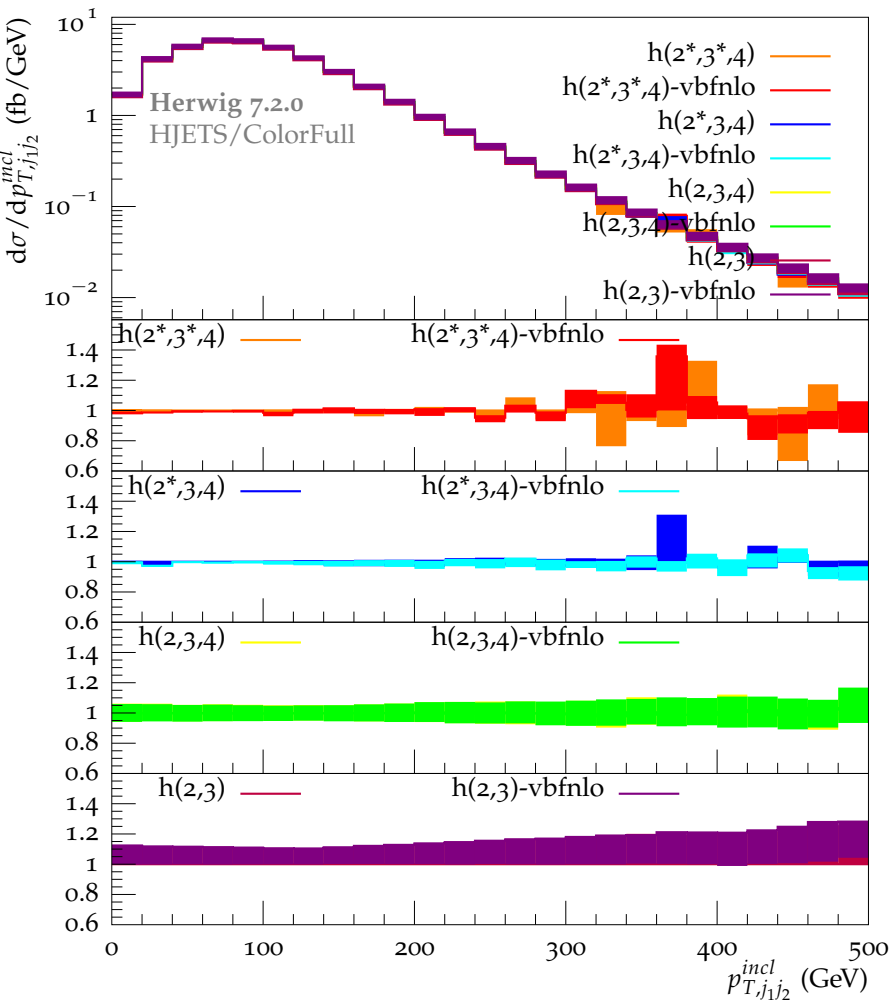 dσ/dp_{T,j₁j₂}^{incl} (fb/GeV)
10¹
1
10⁻¹
10⁻²
Herwig 7.2.0
HJETS/ColorFull
h(2*,3*,4)
h(2*,3*,4)-vbfnlo
h(2*,3,4)
h(2*,3,4)-vbfnlo
h(2,3,4)
h(2,3,4)-vbfnlo
h(2,3)
h(2,3)-vbfnlo
h(2*,3*,4) h(2*,3*,4)-vbfnlo
1.4
1.2
1
0.8
0.6
h(2*,3,4) h(2*,3,4)-vbfnlo
1.4
1.2
1
0.8
0.6
h(2,3,4) h(2,3,4)-vbfnlo
1.4
1.2
1
0.8
0.6
h(2,3) h(2,3)-vbfnlo
1.4
1.2
1
0.8
0.6
0 100 200 300 400 500
p_{T,j₁j₂}^{incl} (GeV)